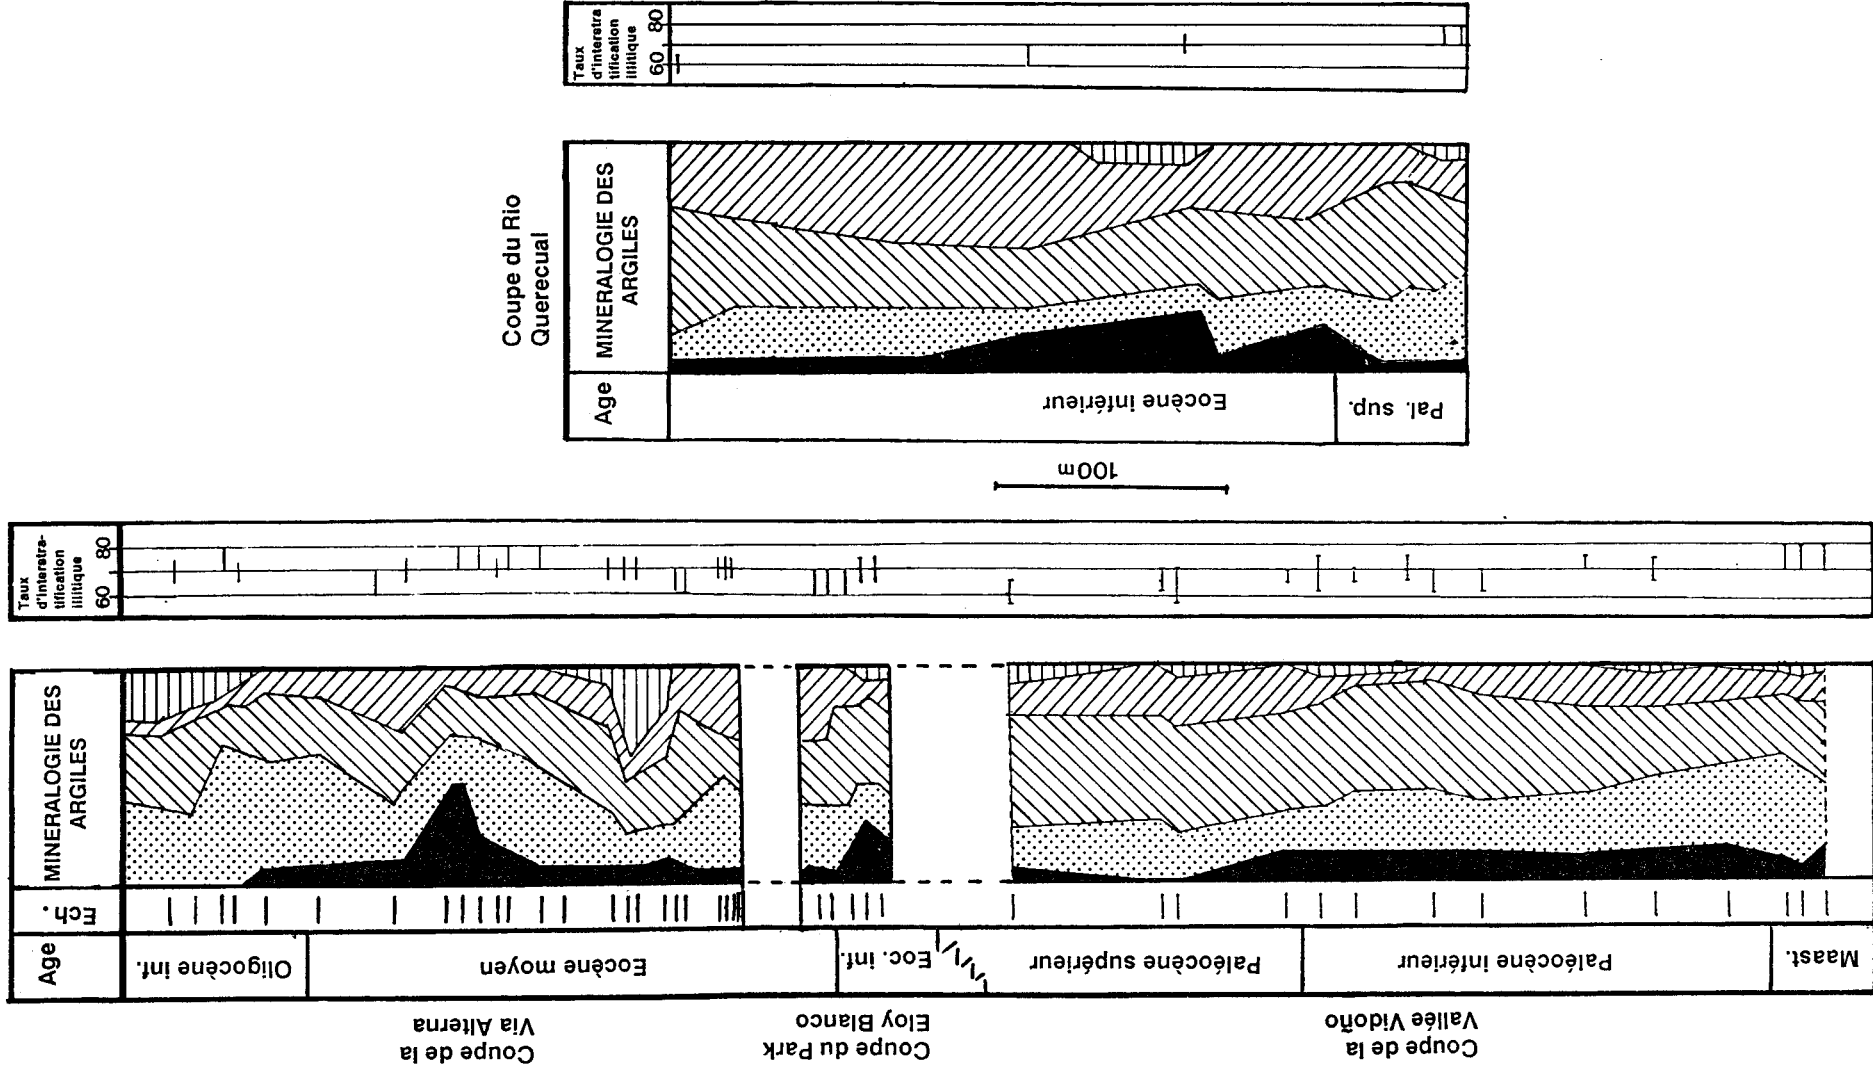 Taux
d'interstra
tification
illitique
60 80
Coupe du Rio
Querecual
MINERALOGIE DES
ARGILES
Age
Eocène inférieur
Pal. sup.
100m
Taux
d'interstra-
tification
illitique
60 80
MINERALOGIE DES
ARGILES
Ech.
Age
Oligocène inf.
Eocène moyen
Eoc. inf.
Paléocène supérieur
Paléocène inférieur
Maast.
Coupe de la
Via Alterna
Coupe du Park
Eloy Blanco
Coupe de la
Vallée Vidoño